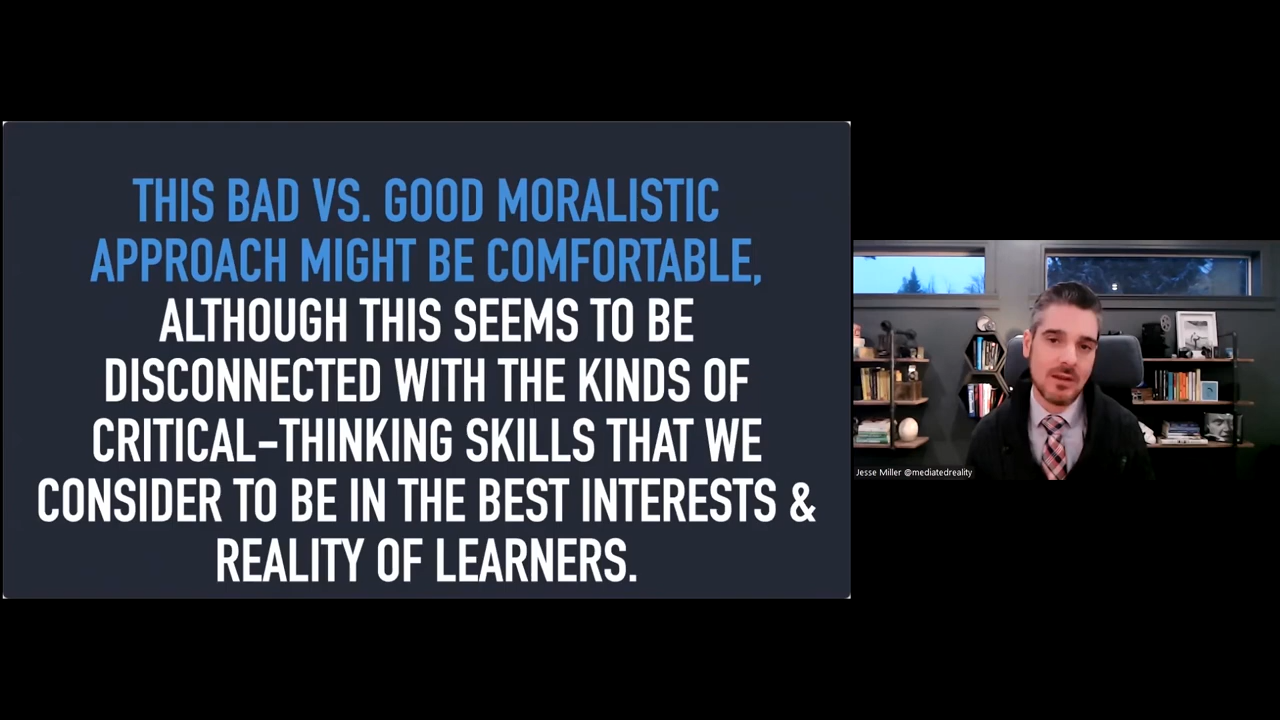 THIS BAD VS. GOOD MORALISTIC
APPROACH MIGHT BE COMFORTABLE,
ALTHOUGH THIS SEEMS TO BE
DISCONNECTED WITH THE KINDS OF
CRITICAL-THINKING SKILLS THAT WE
CONSIDER TO BE IN THE BEST INTERESTS &
REALITY OF LEARNERS.
Jesse Miller @mediatedreality